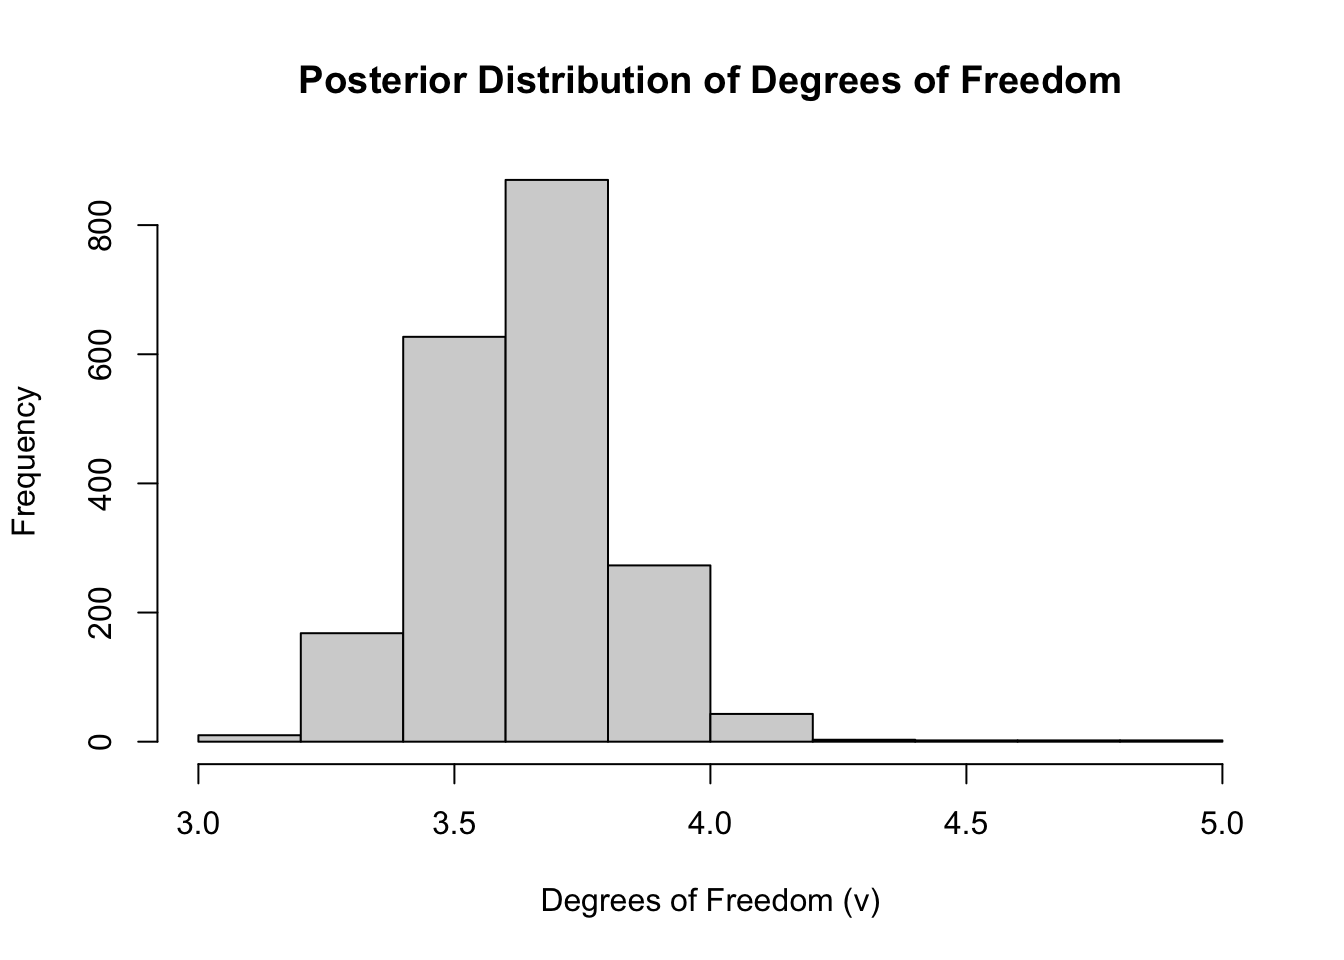 Posterior Distribution of Degrees of Freedom
Frequency
800
600
400
200
0
3.0 3.5 4.0 4.5 5.0
Degrees of Freedom (v)